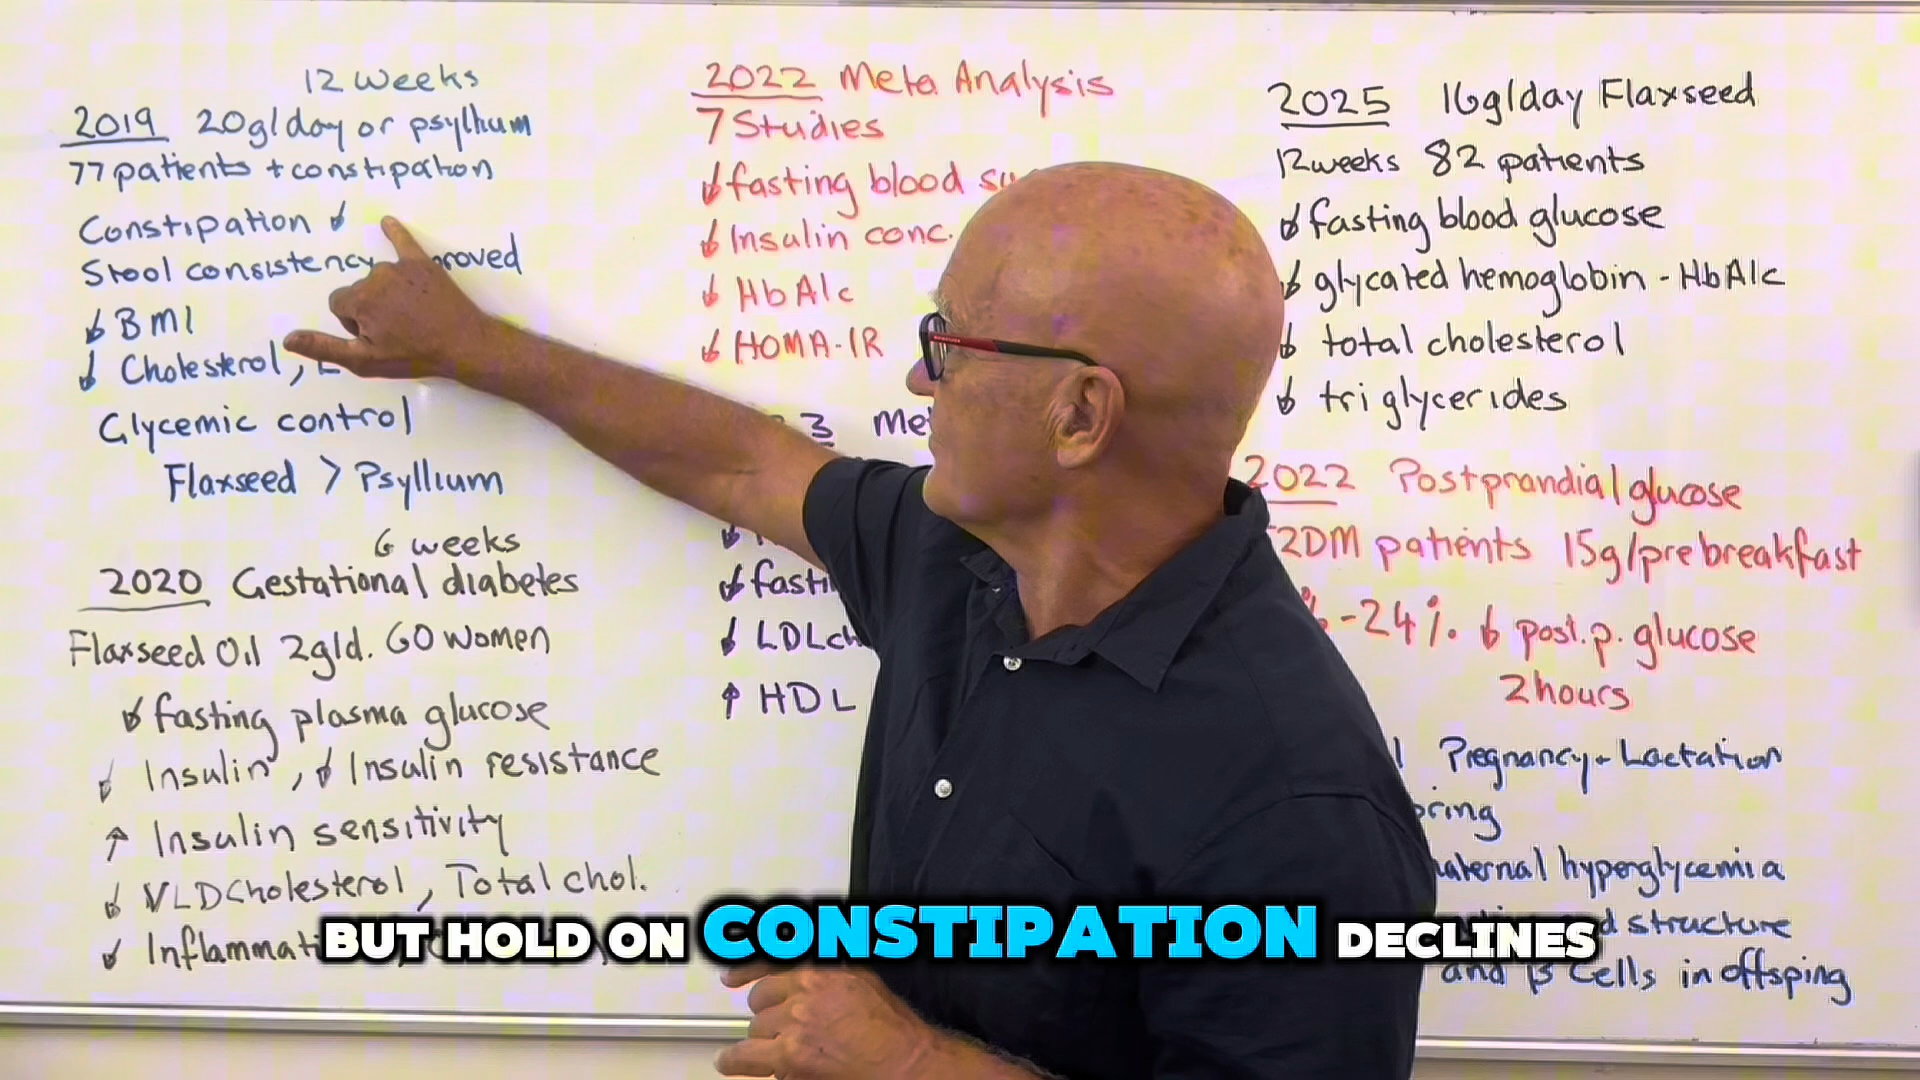 12 weeks
2019 20g/day or psyllium
77 patients + constipation
Constipation ↓
Stool consistency
↓ BMI
↓ Cholesterol,
Glycemic control
Flaxseed > Psyllium
6 weeks
2020 Gestational diabetes
Flaxseed Oil 2g/d. 60 women
↓ fasting plasma glucose
↓ Insulin, ↓ Insulin resistance
↑ Insulin sensitivity
↓ VLDCholesterol, Total chol.
2022 Meta Analysis
7 Studies
↓ fasting blood
↓ Insulin conc.
↓ HbA1c
↓ HOMA-IR
3
↑ HDL
2025 16g/day Flaxseed
12weeks 82 patients
↓ fasting blood glucose
↓ glycated hemoglobin - HbA1c
↓ total cholesterol
↓ triglycerides
2022 Postprandial glucose
T2DM patients 15g/prebreakfast
% -24% ↓ post.p. glucose
2hours
Pregnancy + Lactation
hyperglycemia
structure
and β cells in offsping
BUT HOLD ON CONSTIPATION DECLINES